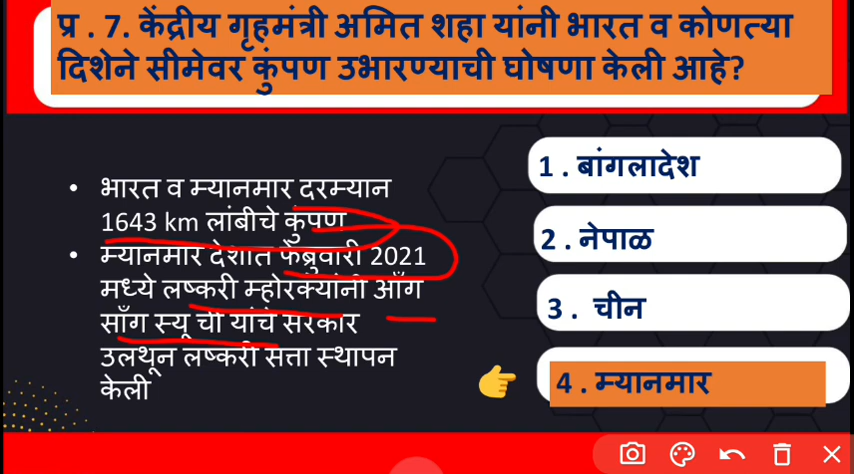 प्र . 7. केंद्रीय गृहमंत्री अमित शहा यांनी भारत व कोणत्या
दिशेने सीमेवर कुंपण उभारण्याची घोषणा केली आहे?
• भारत व म्यानमार दरम्यान
1643 km लांबीचे कुंपण
• म्यानमार देशात फेब्रुवारी 2021
मध्ये लष्करी म्होरक्यांनी आँग
साँग स्यू ची यांचे सरकार
उलथून लष्करी सत्ता स्थापन
केली
1 . बांगलादेश
2 . नेपाळ
3 . चीन
4 . म्यानमार